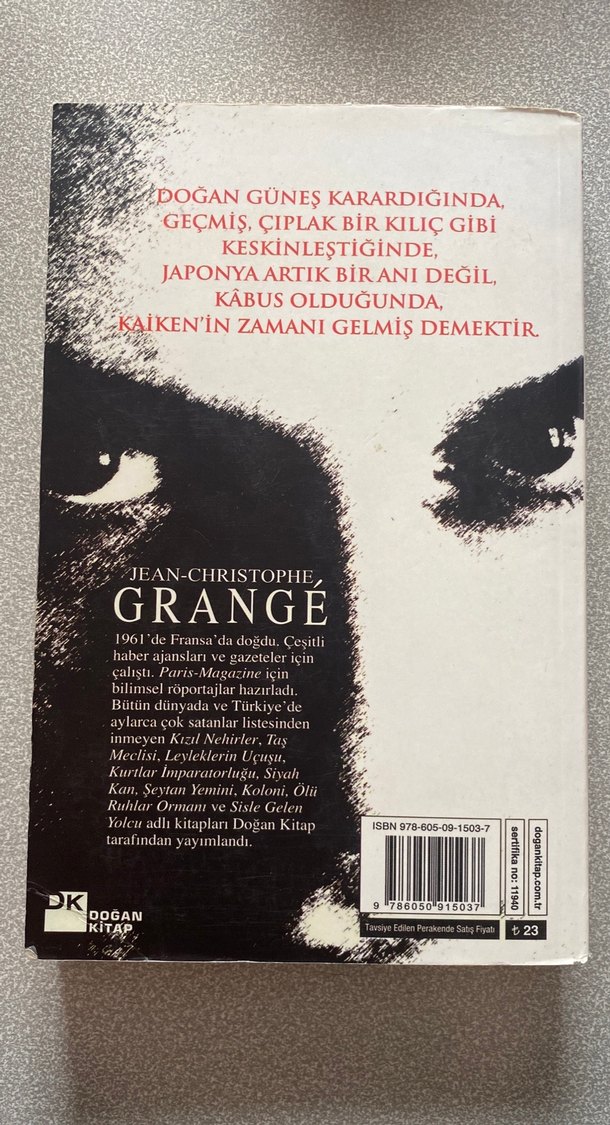 DOĞAN GÜNEŞ KARARDIĞINDA,
GEÇMİŞ, ÇIPLAK BİR KILIÇ GİBİ
KESKİNLEŞTİĞİNDE,
JAPONYA ARTIK BİR ANI DEĞİL,
KÂBUS OLDUĞUNDA,
KAIKEN'İN ZAMANI GELMİŞ DEMEKTİR.
JEAN-CHRISTOPHE
GRANGÉ
1961'de Fransa'da doğdu. Çeşitli
haber ajansları ve gazeteler için
çalıştı. Paris-Magazine için
bilimsel röportajlar hazırladı.
Bütün dünyada ve Türkiye'de
aylarca çok satanlar listesinden
inmeyen Kızıl Nehirler, Taş
Meclisi, Leyleklerin Uçuşu,
Kurtlar İmparatorluğu, Siyah
Kan, Şeytan Yemini, Koloni, Ölü
Ruhlar Ormanı ve Sisle Gelen
Yolcu adlı kitapları Doğan Kitap
tarafından yayımlandı.
DK
DOĞAN
KİTAP
ISBN 978-605-09-1503-7
9 786050 915037
Tavsiye Edilen Perakende Satış Fiyatı
₺ 23
sertifika no: 11940
dogankitap.com.tr